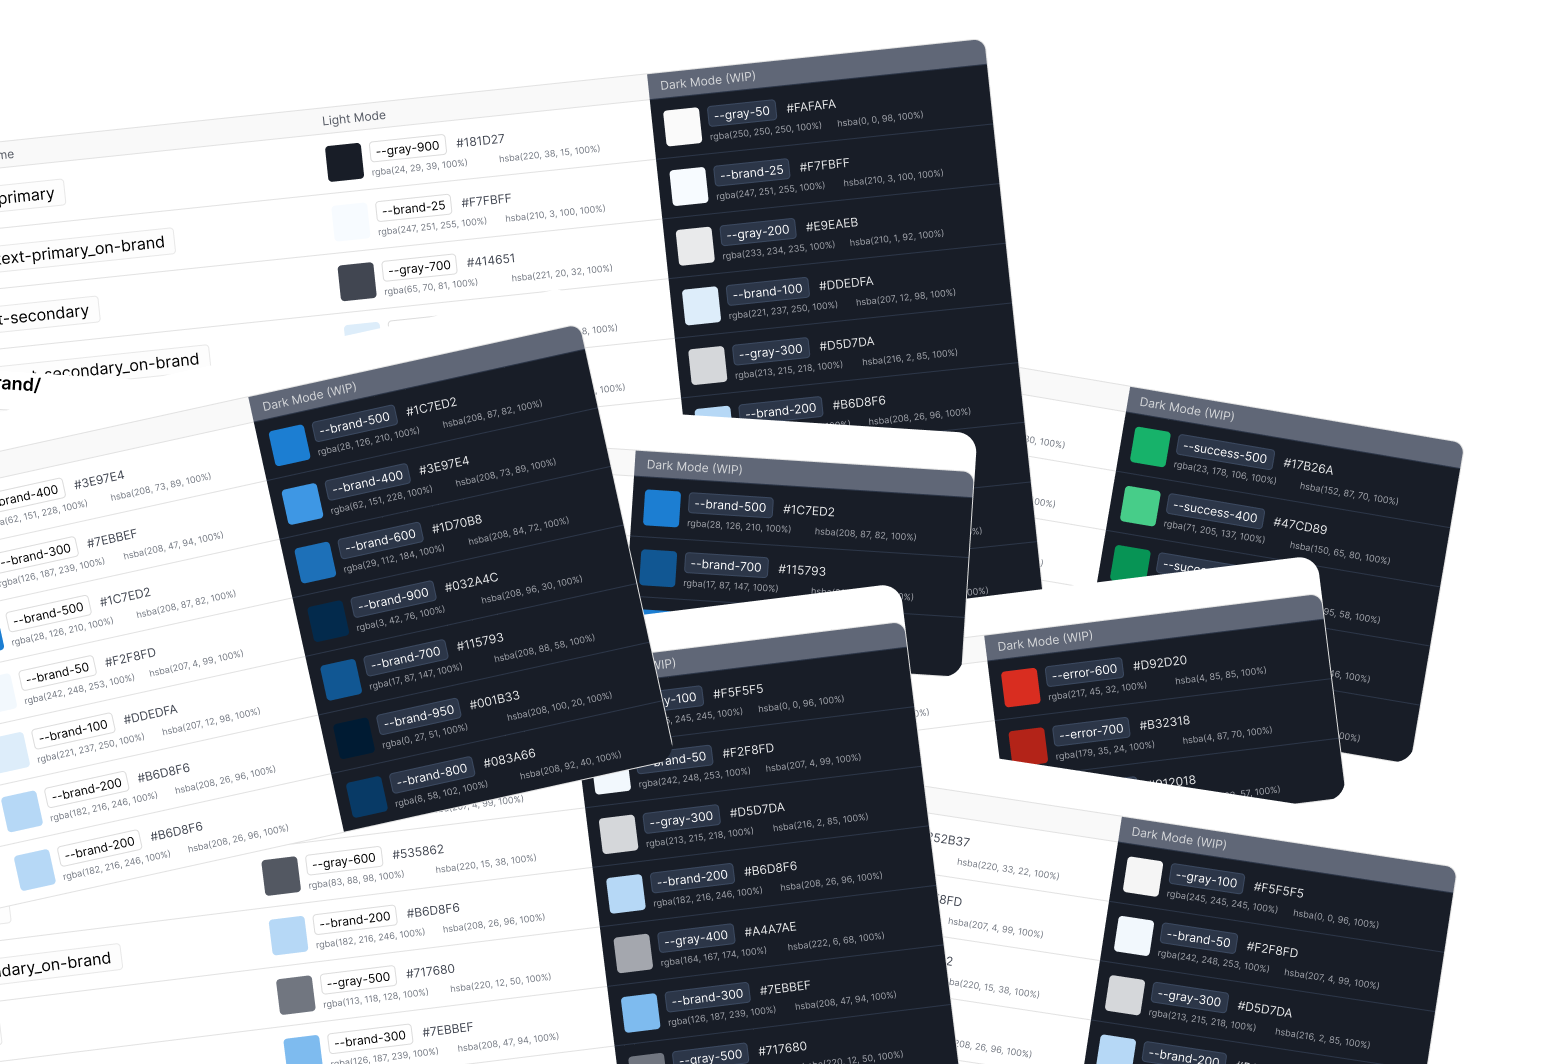 Light Mode
Dark Mode (WIP)
primary
--gray-900 #181D27
rgba(24, 29, 39, 100%) hsba(220, 38, 15, 100%)
--gray-50 #FAFAFA
rgba(250, 250, 250, 100%) hsba(0, 0, 98, 100%)
text-primary_on-brand
--brand-25 #F7FBFF
rgba(247, 251, 255, 100%) hsba(210, 3, 100, 100%)
--brand-25 #F7FBFF
rgba(247, 251, 255, 100%) hsba(210, 3, 100, 100%)
t-secondary
--gray-700 #414651
rgba(65, 70, 81, 100%) hsba(221, 20, 32, 100%)
--gray-200 #E9EAEB
rgba(233, 234, 235, 100%) hsba(210, 1, 92, 100%)
secondary_on-brand
8, 100%)
--brand-100 #DDEDFA
rgba(221, 237, 250, 100%) hsba(207, 12, 98, 100%)
100%)
--gray-300 #D5D7DA
rgba(213, 215, 218, 100%) hsba(216, 2, 85, 100%)
--brand-200 #B6D8F6
hsba(208, 26, 96, 100%)
rand/
Dark Mode (WIP)
brand-400 #3E97E4
(62, 151, 228, 100%) hsba(208, 73, 89, 100%)
--brand-500 #1C7ED2
rgba(28, 126, 210, 100%) hsba(208, 87, 82, 100%)
--brand-300 #7EBBEF
rgba(126, 187, 239, 100%) hsba(208, 47, 94, 100%)
--brand-400 #3E97E4
rgba(62, 151, 228, 100%) hsba(208, 73, 89, 100%)
--brand-500 #1C7ED2
rgba(28, 126, 210, 100%) hsba(208, 87, 82, 100%)
--brand-600 #1D70B8
rgba(29, 112, 184, 100%) hsba(208, 84, 72, 100%)
--brand-50 #F2F8FD
rgba(242, 248, 253, 100%) hsba(207, 4, 99, 100%)
--brand-900 #032A4C
rgba(3, 42, 76, 100%) hsba(208, 96, 30, 100%)
--brand-100 #DDEDFA
rgba(221, 237, 250, 100%) hsba(207, 12, 98, 100%)
--brand-700 #115793
rgba(17, 87, 147, 100%) hsba(208, 88, 58, 100%)
--brand-200 #B6D8F6
rgba(182, 216, 246, 100%) hsba(208, 26, 96, 100%)
--brand-950 #001B33
rgba(0, 27, 51, 100%) hsba(208, 100, 20, 100%)
--brand-200 #B6D8F6
rgba(182, 216, 246, 100%) hsba(208, 26, 96, 100%)
--brand-800 #083A66
rgba(8, 58, 102, 100%) hsba(208, 92, 40, 100%)
Dark Mode (WIP)
--brand-500 #1C7ED2
rgba(28, 126, 210, 100%) hsba(208, 87, 82, 100%)
--brand-700 #115793
rgba(17, 87, 147, 100%)
Dark Mode (WIP)
--success-500 #17B26A
rgba(23, 178, 106, 100%) hsba(152, 87, 70, 100%)
--success-400 #47CD89
rgba(71, 205, 137, 100%) hsba(150, 65, 80, 100%)
95, 58, 100%)
Dark Mode (WIP)
--error-600 #D92D20
rgba(217, 45, 32, 100%) hsba(4, 85, 85, 100%)
--error-700 #B32318
rgba(179, 35, 24, 100%) hsba(4, 87, 70, 100%)
57, 100%)
WIP)
y-100 #F5F5F5
245, 245, 100%) hsba(0, 0, 96, 100%)
brand-50 #F2F8FD
rgba(242, 248, 253, 100%) hsba(207, 4, 99, 100%)
--gray-600 #535862
rgba(83, 88, 98, 100%) hsba(220, 15, 38, 100%)
--gray-300 #D5D7DA
rgba(213, 215, 218, 100%) hsba(216, 2, 85, 100%)
--brand-200 #B6D8F6
rgba(182, 216, 246, 100%) hsba(208, 26, 96, 100%)
--brand-200 #B6D8F6
rgba(182, 216, 246, 100%) hsba(208, 26, 96, 100%)
dary_on-brand
--gray-500 #717680
rgba(113, 118, 128, 100%) hsba(220, 12, 50, 100%)
--gray-400 #A4A7AE
rgba(164, 167, 174, 100%) hsba(222, 6, 68, 100%)
--brand-300 #7EBBEF
rgba(126, 187, 239, 100%) hsba(208, 47, 94, 100%)
--brand-300 #7EBBEF
rgba(126, 187, 239, 100%) hsba(208, 47, 94, 100%)
--gray-500 #717680
hsba(220, 12, 50, 100%)
Dark Mode (WIP)
252B37
hsba(220, 33, 22, 100%)
--gray-100 #F5F5F5
rgba(245, 245, 245, 100%) hsba(0, 0, 96, 100%)
8FD
hsba(207, 4, 99, 100%)
--brand-50 #F2F8FD
rgba(242, 248, 253, 100%) hsba(207, 4, 99, 100%)
2
hsba(220, 15, 38, 100%)
--gray-300 #D5D7DA
rgba(213, 215, 218, 100%) hsba(216, 2, 85, 100%)
208, 26, 96, 100%)
--brand-200